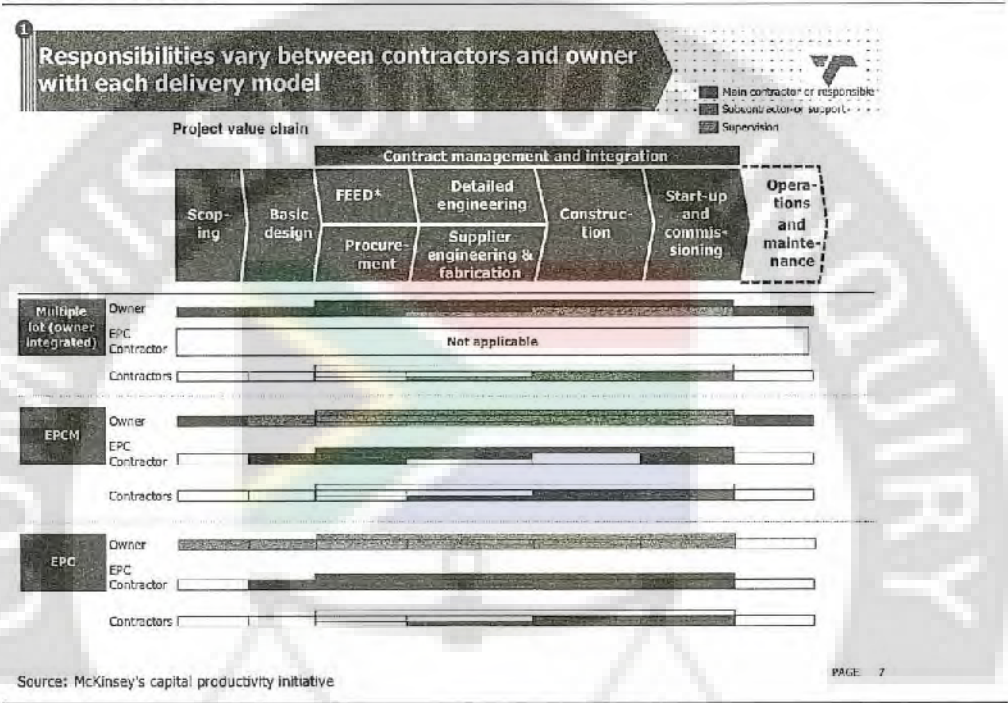 1
Responsibilities vary between contractors and owner
with each delivery model
Main contractor or responsible
Subcontractor or support
Supervision
Project value chain
Contract management and integration
Scop-
ing
Basic
design
FEED*
Procure-
ment
Detailed
engineering
Supplier
engineering &
fabrication
Construc-
tion
Start-up
and
commis-
sioning
Opera-
tions
and
mainte-
nance
Multiple
lot (owner
integrated)
Owner
EPC
Contractor
Not applicable
Contractors
EPCM
Owner
EPC
Contractor
Contractors
EPC
Owner
EPC
Contractor
Contractors
Source: McKinsey's capital productivity initiative
PAGE 7